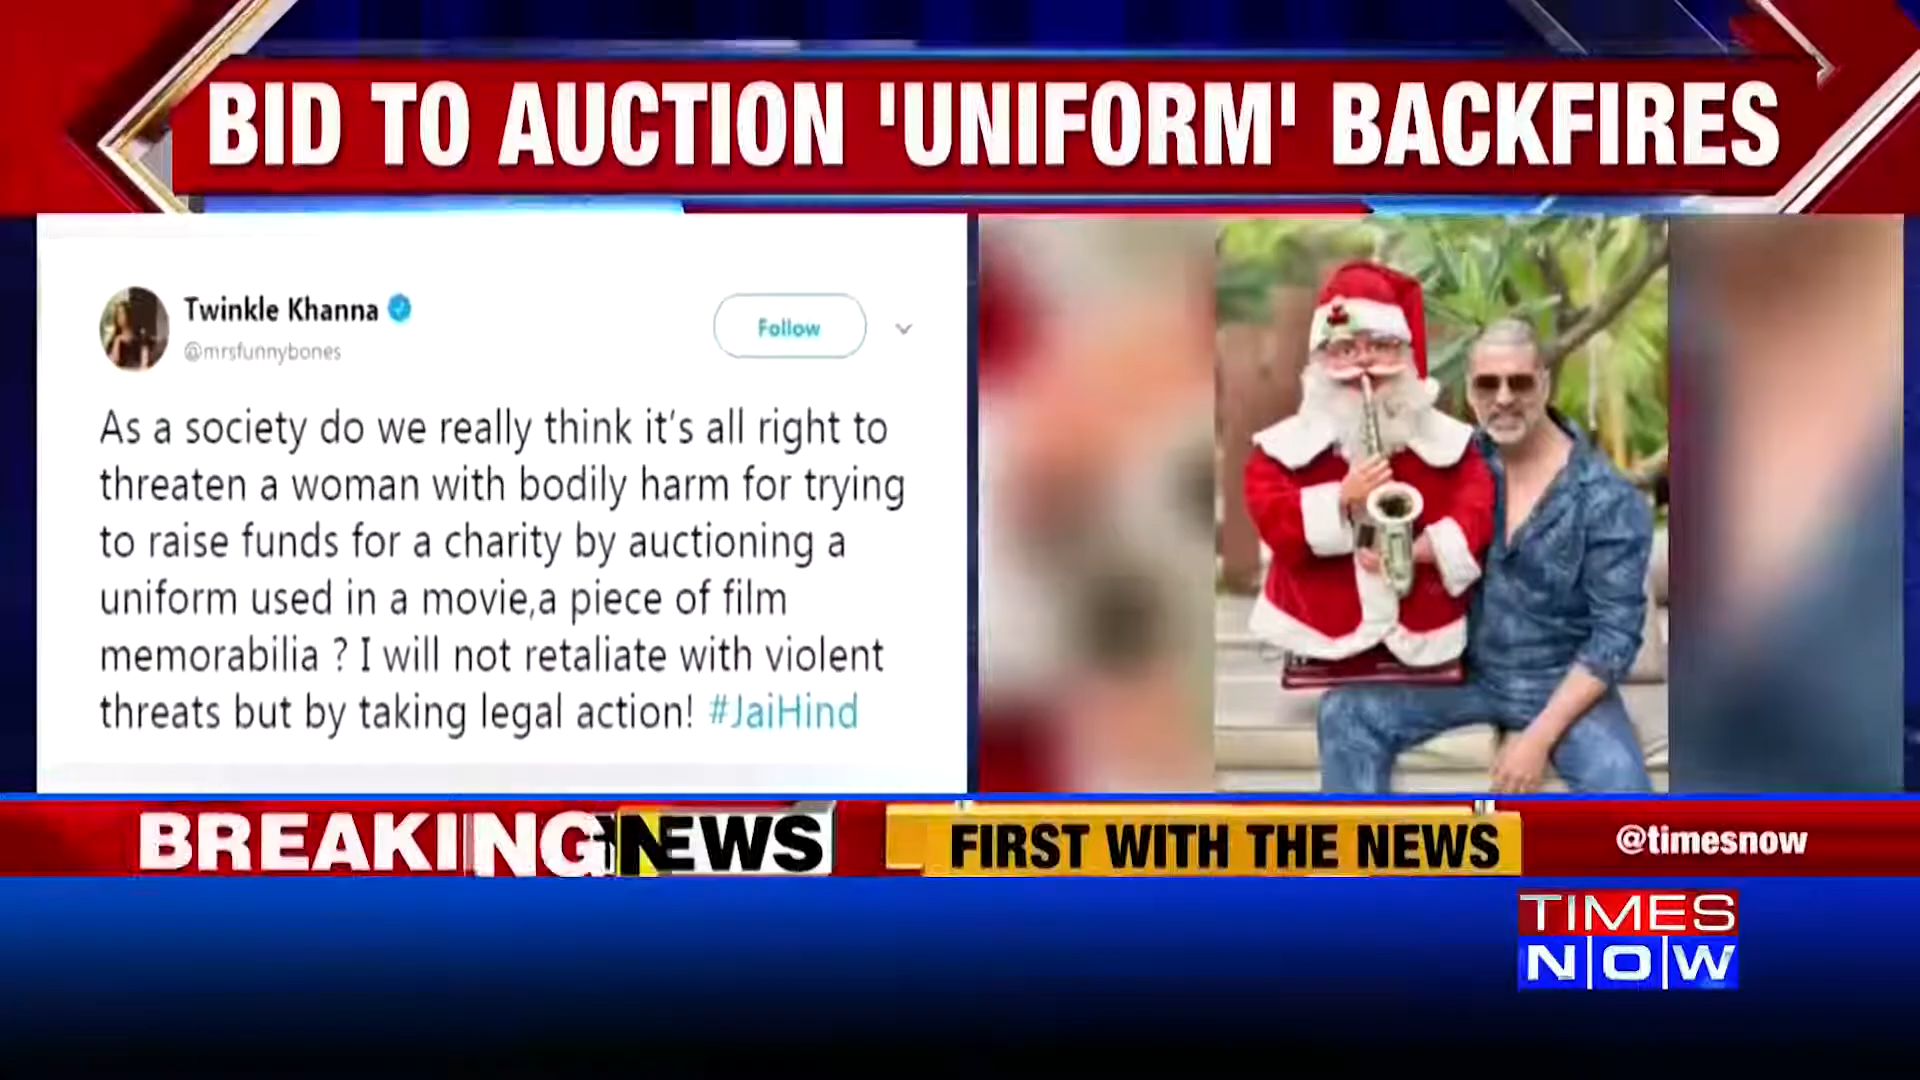 BID TO AUCTION 'UNIFORM' BACKFIRES
Twinkle Khanna
@mrsfunnybones
Follow
As a society do we really think it's all right to
threaten a woman with bodily harm for trying
to raise funds for a charity by auctioning a
uniform used in a movie,a piece of film
memorabilia ? I will not retaliate with violent
threats but by taking legal action! #JaiHind
BREAKING NEWS
FIRST WITH THE NEWS
@timesnow
TIMES
NOW